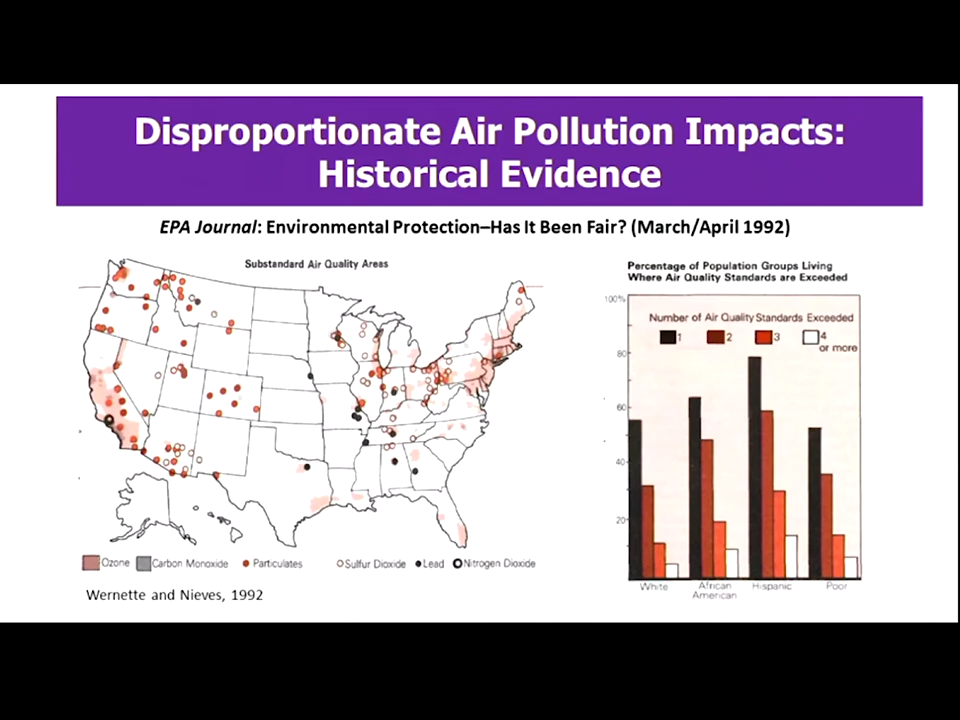 Disproportionate Air Pollution Impacts:
Historical Evidence
EPA Journal: Environmental Protection–Has It Been Fair? (March/April 1992)
Substandard Air Quality Areas
Ozone Carbon Monoxide Particulates Sulfur Dioxide Lead Nitrogen Dioxide
Wernette and Nieves, 1992
Percentage of Population Groups Living
Where Air Quality Standards are Exceeded
100%
Number of Air Quality Standards Exceeded
1 2 3 4
or more
80
60
40
20
White African Hispanic Poor
American